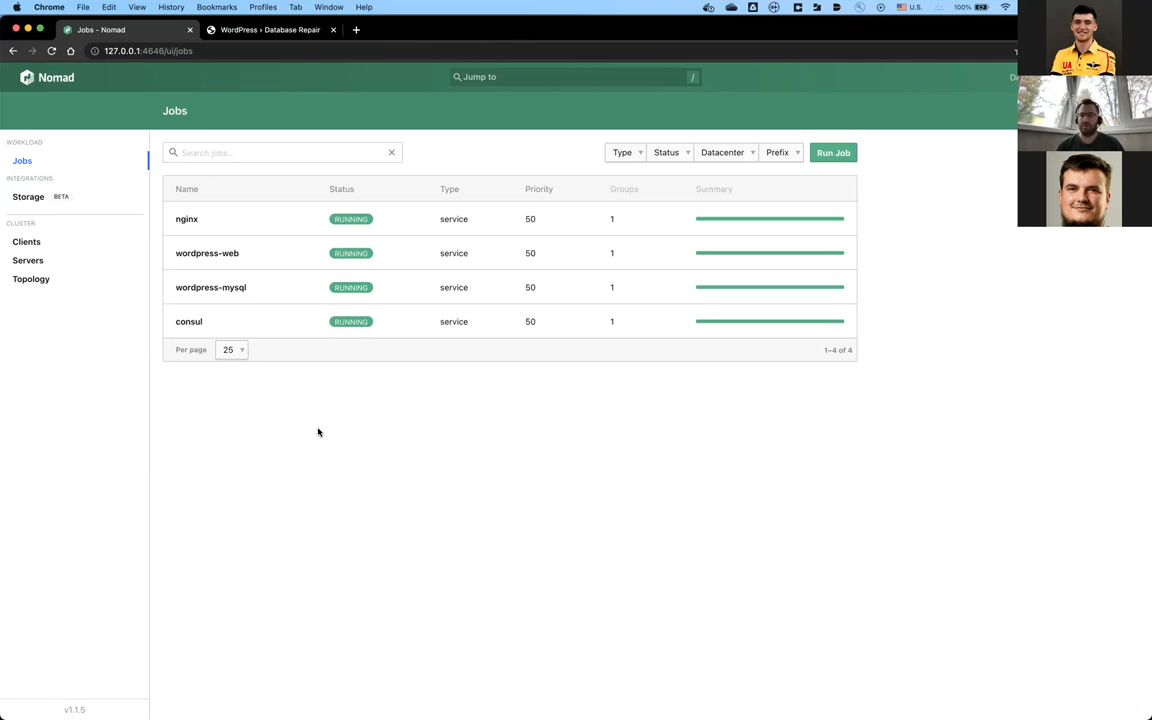 Chrome File Edit View History Bookmarks Profiles Tab Window Help U.S. 100%
Jobs - Nomad WordPress › Database Repair
127.0.0.1:4646/ui/jobs
Nomad Jump to /
Jobs
WORKLOAD
Jobs
INTEGRATIONS
Storage BETA
CLUSTER
Clients
Servers
Topology
Search jobs... Type Status Datacenter Prefix Run Job
Name Status Type Priority Groups Summary
nginx RUNNING service 50 1
wordpress-web RUNNING service 50 1
wordpress-mysql RUNNING service 50 1
consul RUNNING service 50 1
Per page 25 1–4 of 4
v1.1.5
UA